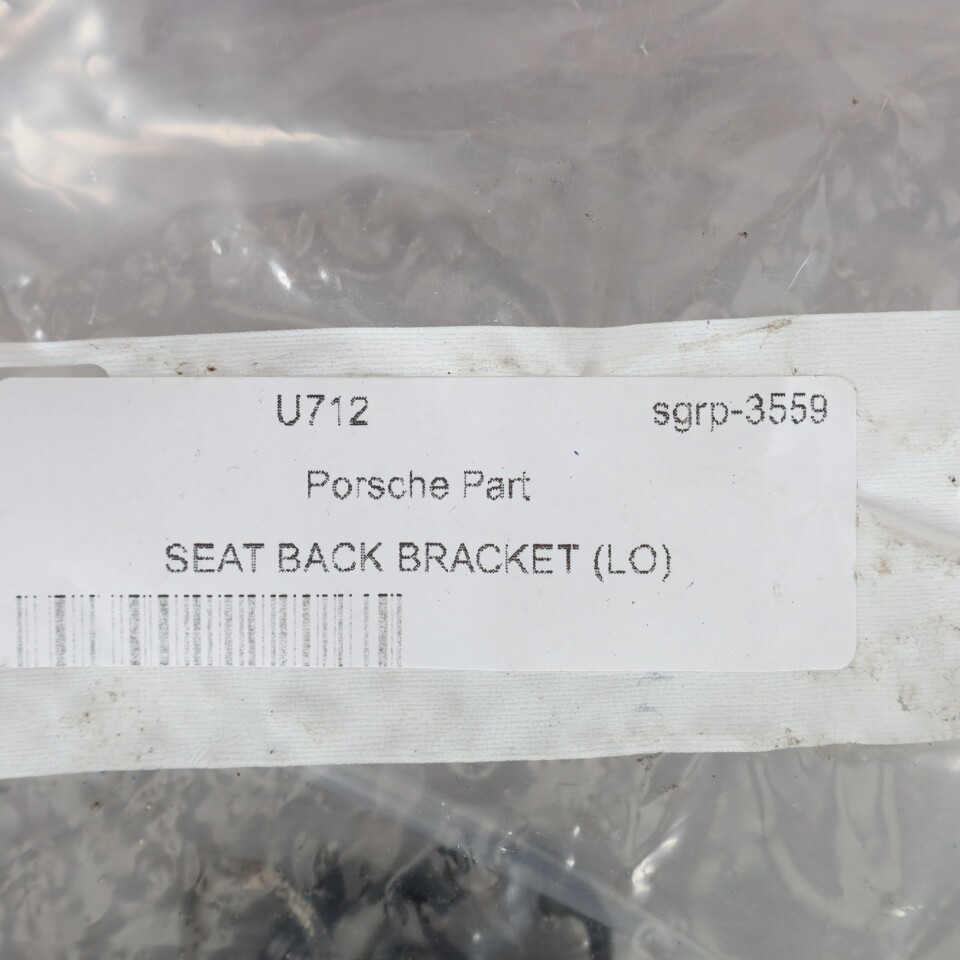 U712 sgrp-3559
Porsche Part
SEAT BACK BRACKET (LO)